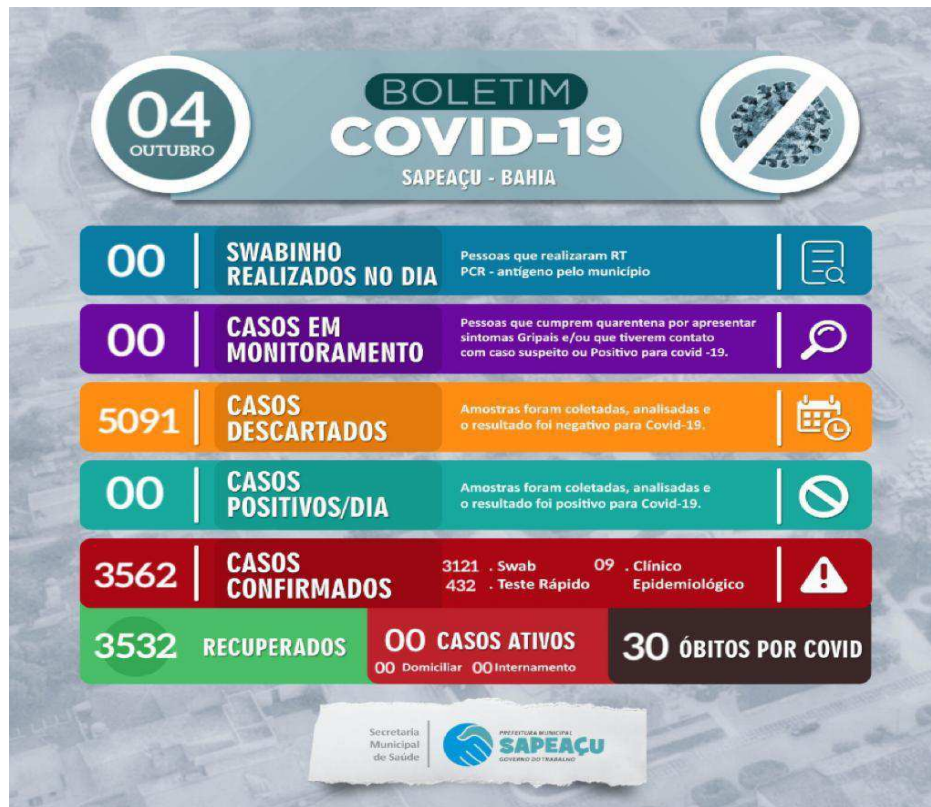 04
OUTUBRO
BOLETIM
COVID-19
SAPEAÇU - BAHIA
00
SWABINHO
REALIZADOS NO DIA
Pessoas que realizaram RT
PCR - antígeno pelo município
00
CASOS EM
MONITORAMENTO
Pessoas que cumprem quarentena por apresentar
sintomas Gripais e/ou que tiverem contato
com caso suspeito ou Positivo para covid -19.
5091
CASOS
DESCARTADOS
Amostras foram coletadas, analisadas e
o resultado foi negativo para Covid-19.
00
CASOS
POSITIVOS/DIA
Amostras foram coletadas, analisadas e
o resultado foi positivo para Covid-19.
3562
CASOS
CONFIRMADOS
3121 . Swab
432 . Teste Rápido
09 . Clínico
Epidemiológico
3532 RECUPERADOS
00 CASOS ATIVOS
00 Domiciliar 00 Internamento
30 ÓBITOS POR COVID
Secretaria
Municipal
de Saúde
PREFEITURA MUNICIPAL
SAPEAÇU
GOVERNO DO TRABALHO